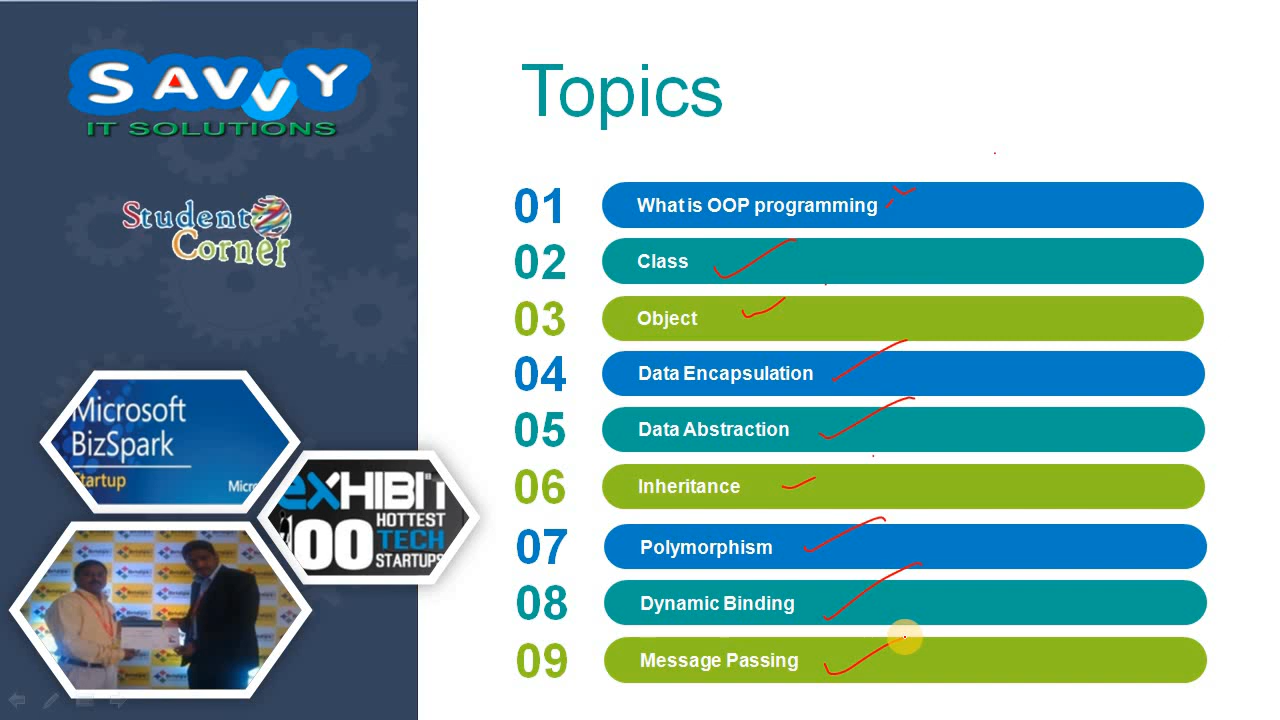 SAVVY
IT SOLUTIONS
Student
Corner
Microsoft
BizSpark
Startup
Micr
EXHIBIT
100
HOTTEST
TECH
STARTUPS
Topics
01 What is OOP programming
02 Class
03 Object
04 Data Encapsulation
05 Data Abstraction
06 Inheritance
07 Polymorphism
08 Dynamic Binding
09 Message Passing